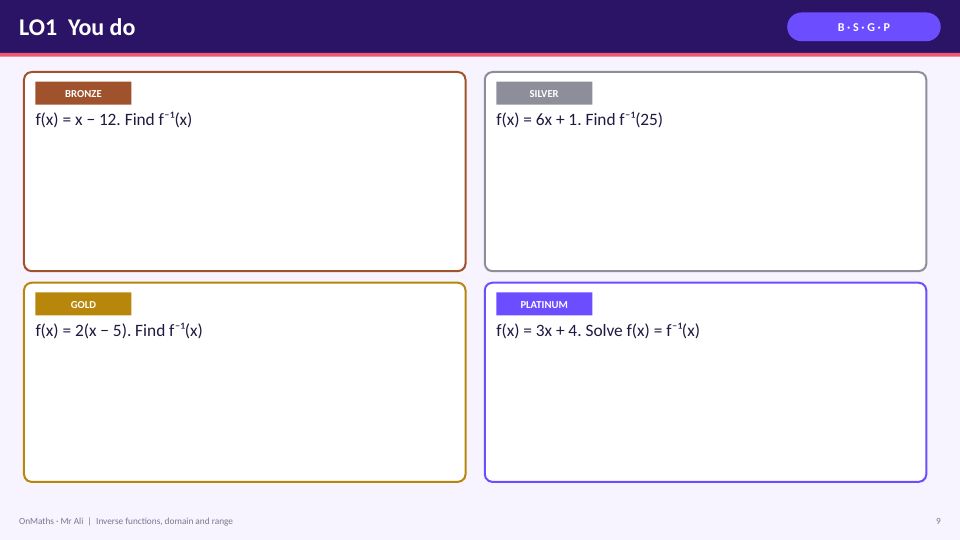 LO1  You do
B · S · G · P
BRONZE
f(x) = x − 12. Find f⁻¹(x)
SILVER
f(x) = 6x + 1. Find f⁻¹(25)
GOLD
f(x) = 2(x − 5). Find f⁻¹(x)
PLATINUM
f(x) = 3x + 4. Solve f(x) = f⁻¹(x)
OnMaths · Mr Ali  |  Inverse functions, domain and range
9